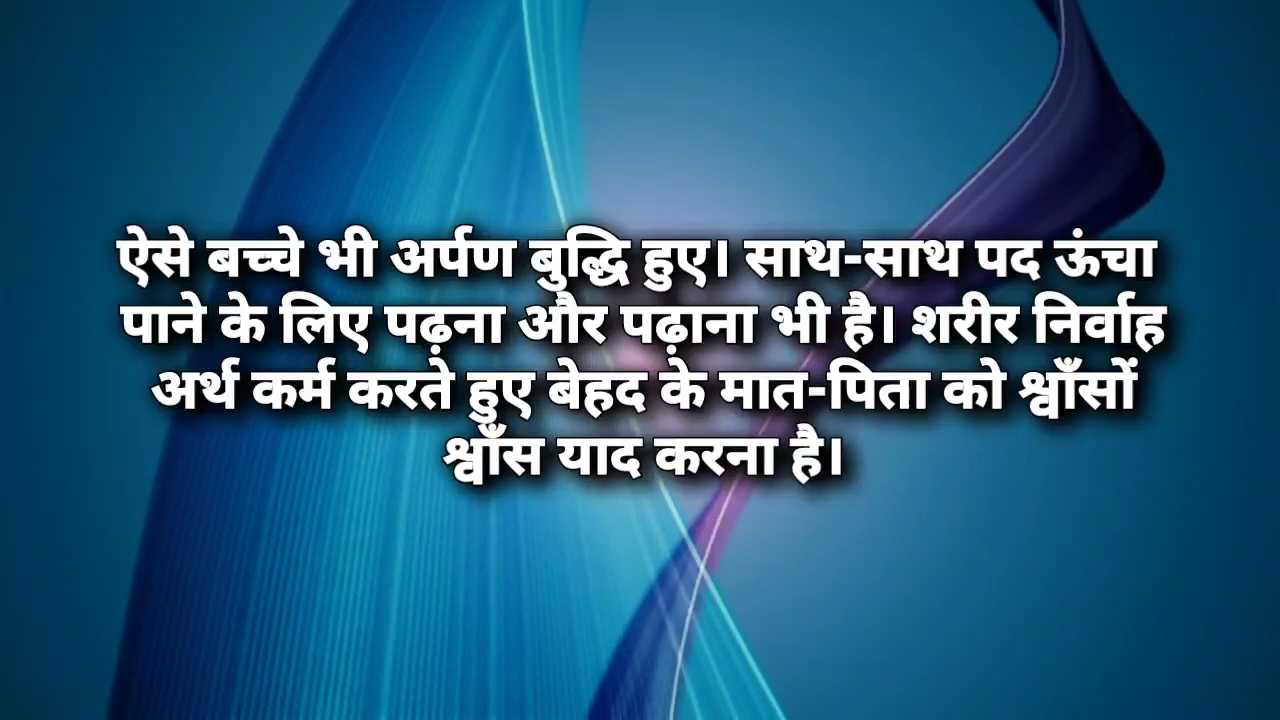 ऐसे बच्चे भी अर्पण बुद्धि हुए। साथ-साथ पद ऊंचा
पाने के लिए पढ़ना और पढ़ाना भी है। शरीर निर्वाह
अर्थ कर्म करते हुए बेहद के मात-पिता को श्वाँसों
श्वाँस याद करना है।